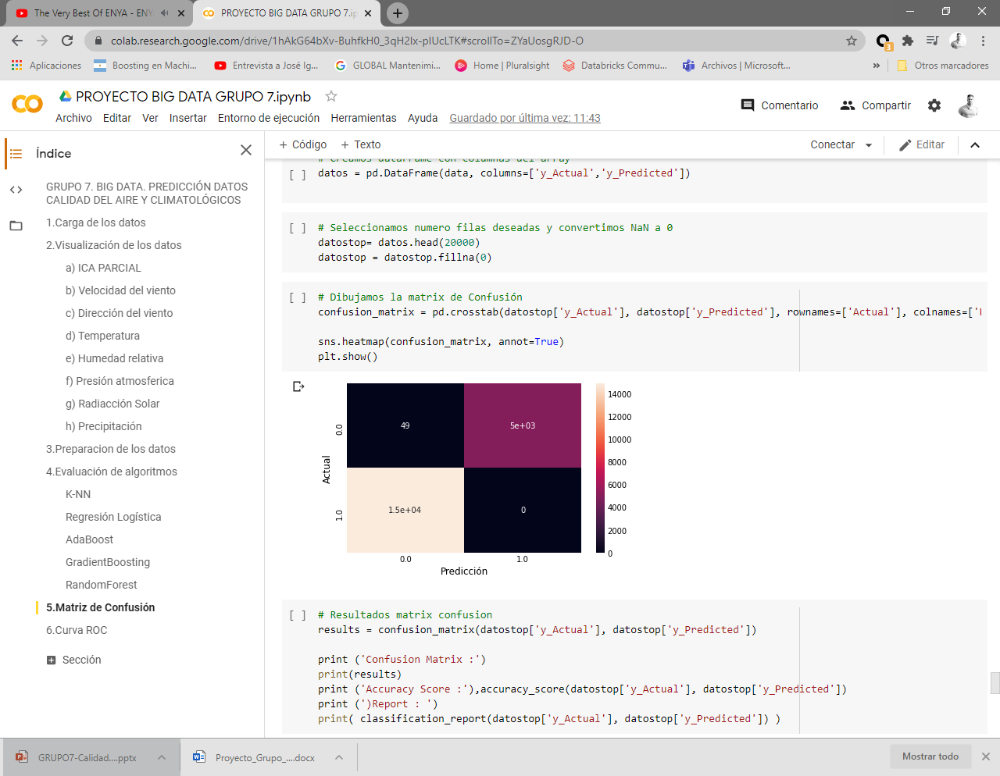 The Very Best Of ENYA - ENY
PROYECTO BIG DATA GRUPO 7.ip
colab.research.google.com/drive/1hAkG64bXv-BuhfkH0_3qH2Ix-pIUcLTK#scrollTo=ZYaUosgRJD-O
3
Aplicaciones
Boosting en Machi...
Entrevista a José Ig...
GLOBAL Mantenimi...
Home | Pluralsight
Databricks Commu...
Archivos | Microsoft...
»
Otros marcadores
PROYECTO BIG DATA GRUPO 7.ipynb
Archivo Editar Ver Insertar Entorno de ejecución Herramientas Ayuda Guardado por última vez: 11:43
Comentario
Compartir
Índice
+ Código + Texto
Conectar
Editar
GRUPO 7. BIG DATA. PREDICCIÓN DATOS
CALIDAD DEL AIRE Y CLIMATOLÓGICOS
1.Carga de los datos
2.Visualización de los datos
a) ICA PARCIAL
b) Velocidad del viento
c) Dirección del viento
d) Temperatura
e) Humedad relativa
f) Presión atmosferica
g) Radiacción Solar
h) Precipitación
3.Preparacion de los datos
4.Evaluación de algoritmos
K-NN
Regresión Logística
AdaBoost
GradientBoosting
RandomForest
5.Matriz de Confusión
6.Curva ROC
Sección
# Creamos dataframe con columnas del array
[ ] datos = pd.DataFrame(data, columns=['y_Actual','y_Predicted'])
[ ] # Seleccionamos numero filas deseadas y convertimos NaN a 0
datostop= datos.head(20000)
datostop = datostop.fillna(0)
[ ] # Dibujamos la matrix de Confusión
confusion_matrix = pd.crosstab(datostop['y_Actual'], datostop['y_Predicted'], rownames=['Actual'], colnames=['
sns.heatmap(confusion_matrix, annot=True)
plt.show()
49
5e+03
1.5e+04
0
0.0
1.0
Actual
0.0
1.0
Predicción
14000
12000
10000
8000
6000
4000
2000
0
[ ] # Resultados matrix confusion
results = confusion_matrix(datostop['y_Actual'], datostop['y_Predicted'])
print ('Confusion Matrix :')
print(results)
print ('Accuracy Score :'),accuracy_score(datostop['y_Actual'], datostop['y_Predicted'])
print (')Report : ')
print( classification_report(datostop['y_Actual'], datostop['y_Predicted']) )
GRUPO7-Calidad....pptx
Proyecto_Grupo_....docx
Mostrar todo